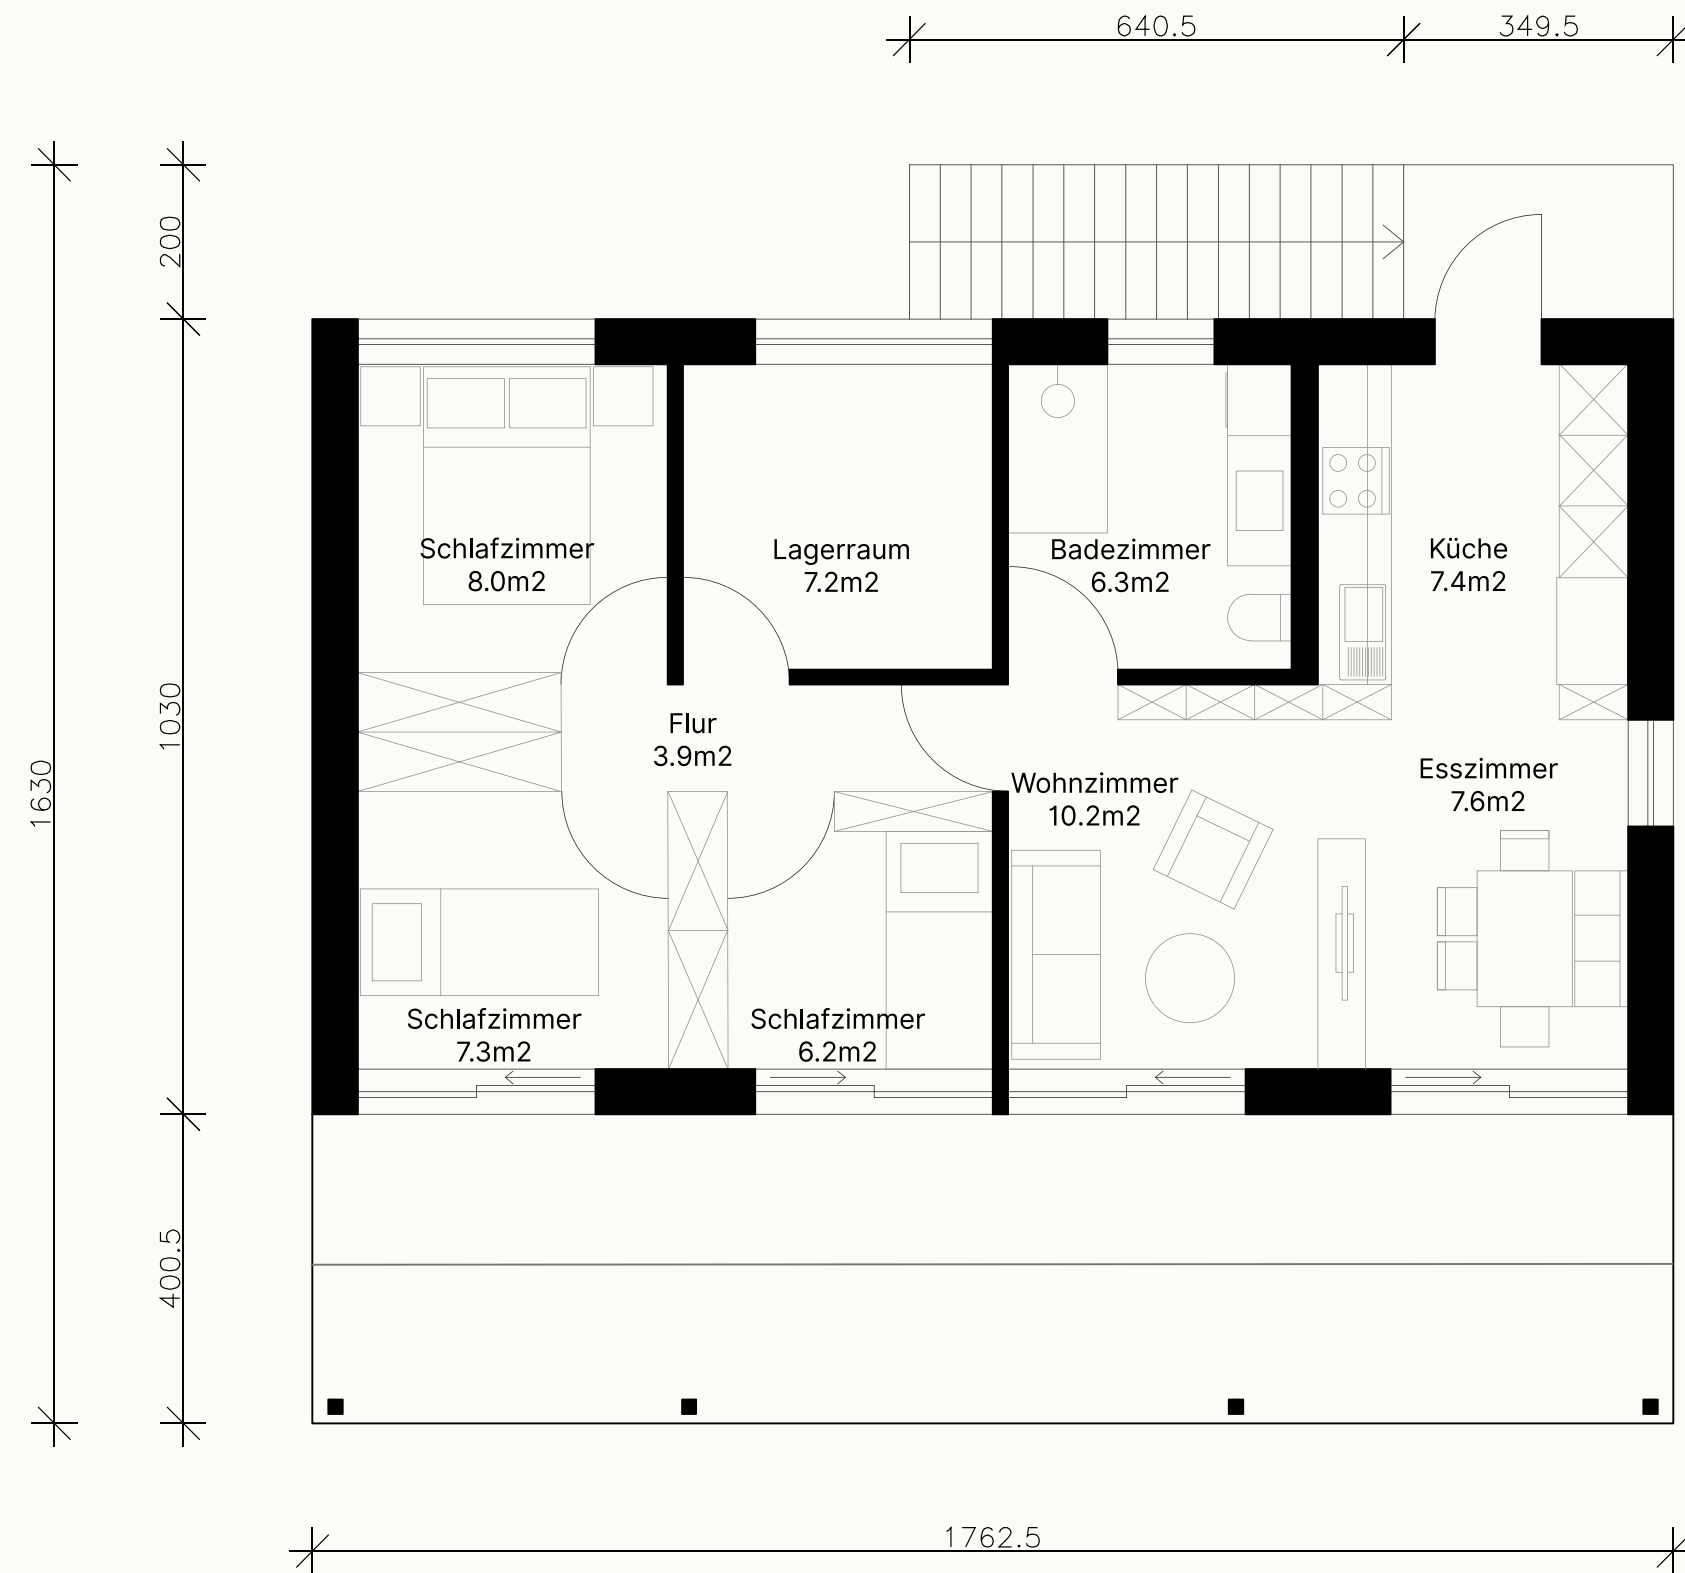 640.5
349.5
200
1030
1630
400.5
Schlafzimmer
8.0m2
Lagerraum
7.2m2
Badezimmer
6.3m2
Küche
7.4m2
Flur
3.9m2
Wohnzimmer
10.2m2
Esszimmer
7.6m2
Schlafzimmer
7.3m2
Schlafzimmer
6.2m2
1762.5